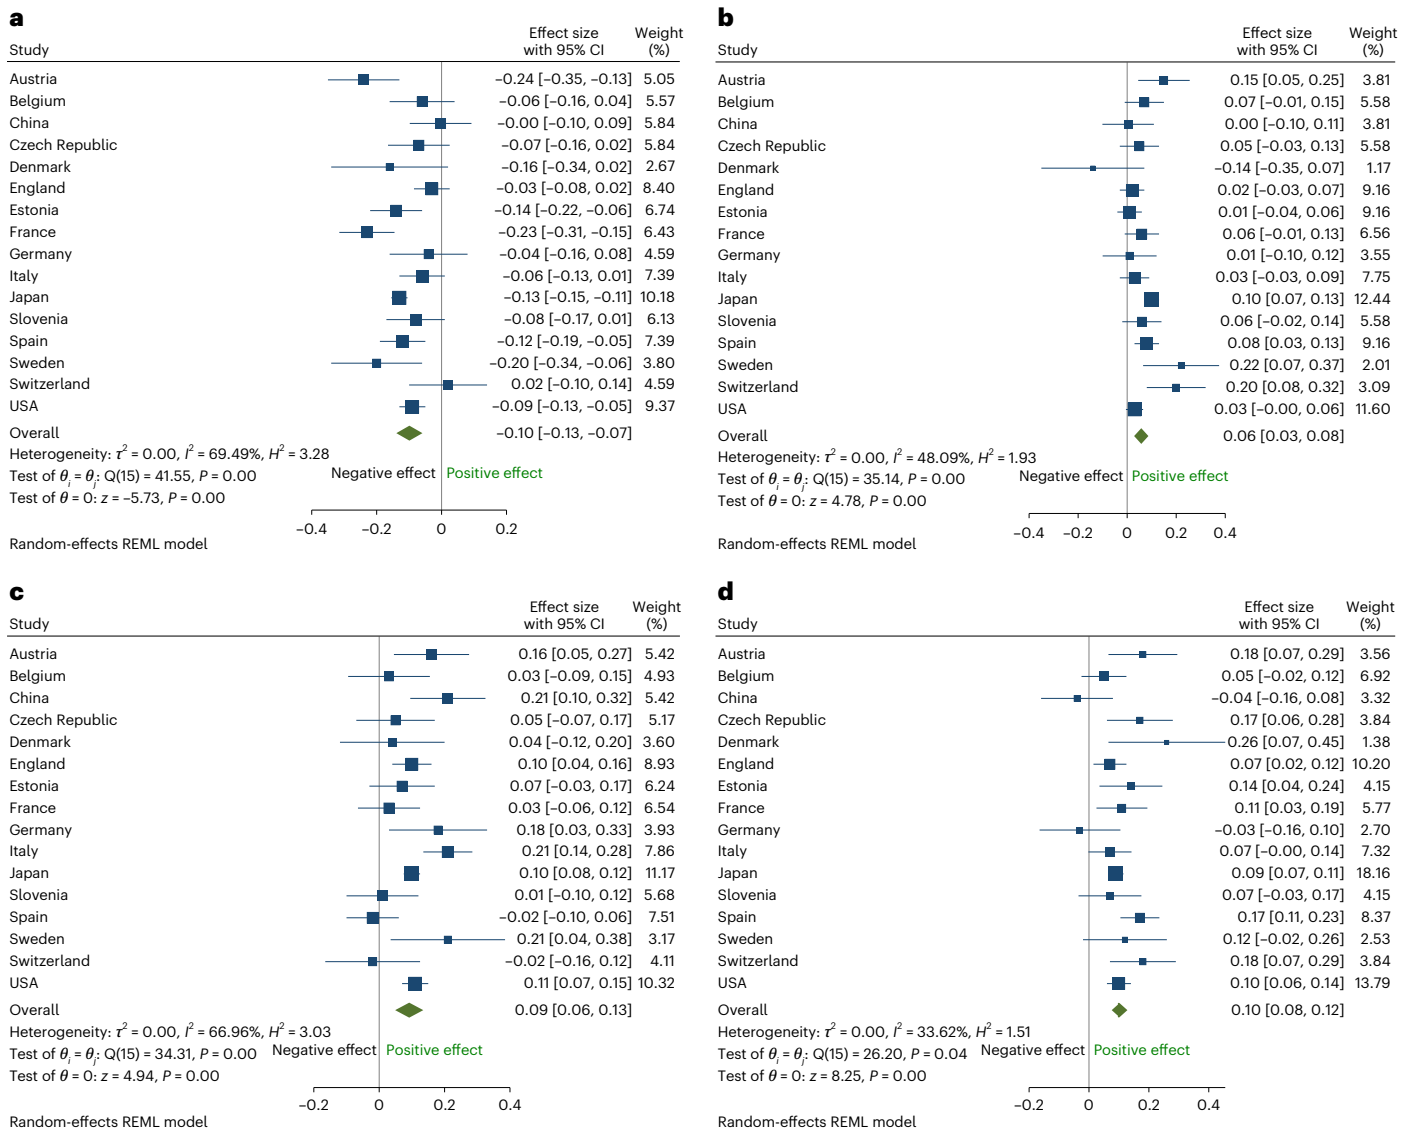 a
Effect size Weight
Study with 95% CI (%)
Austria −0.24 [−0.35, −0.13] 5.05
Belgium −0.06 [−0.16, 0.04] 5.57
China −0.00 [−0.10, 0.09] 5.84
Czech Republic −0.07 [−0.16, 0.02] 5.84
Denmark −0.16 [−0.34, 0.02] 2.67
England −0.03 [−0.08, 0.02] 8.40
Estonia −0.14 [−0.22, −0.06] 6.74
France −0.23 [−0.31, −0.15] 6.43
Germany −0.04 [−0.16, 0.08] 4.59
Italy −0.06 [−0.13, 0.01] 7.39
Japan −0.13 [−0.15, −0.11] 10.18
Slovenia −0.08 [−0.17, 0.01] 6.13
Spain −0.12 [−0.19, −0.05] 7.39
Sweden −0.20 [−0.34, −0.06] 3.80
Switzerland 0.02 [−0.10, 0.14] 4.59
USA −0.09 [−0.13, −0.05] 9.37
Overall −0.10 [−0.13, −0.07]
Heterogeneity: τ² = 0.00, I² = 69.49%, H² = 3.28
Test of θᵢ = θⱼ: Q(15) = 41.55, P = 0.00 Negative effect Positive effect
Test of θ = 0: z = −5.73, P = 0.00
−0.4 −0.2 0 0.2
Random-effects REML model
b
Effect size Weight
Study with 95% CI (%)
Austria 0.15 [0.05, 0.25] 3.81
Belgium 0.07 [−0.01, 0.15] 5.58
China 0.00 [−0.10, 0.11] 3.81
Czech Republic 0.05 [−0.03, 0.13] 5.58
Denmark −0.14 [−0.35, 0.07] 1.17
England 0.02 [−0.03, 0.07] 9.16
Estonia 0.01 [−0.04, 0.06] 9.16
France 0.06 [−0.01, 0.13] 6.56
Germany 0.01 [−0.10, 0.12] 3.55
Italy 0.03 [−0.03, 0.09] 7.75
Japan 0.10 [0.07, 0.13] 12.44
Slovenia 0.06 [−0.02, 0.14] 5.58
Spain 0.08 [0.03, 0.13] 9.16
Sweden 0.22 [0.07, 0.37] 2.01
Switzerland 0.20 [0.08, 0.32] 3.09
USA 0.03 [−0.00, 0.06] 11.60
Overall 0.06 [0.03, 0.08]
Heterogeneity: τ² = 0.00, I² = 48.09%, H² = 1.93
Test of θᵢ = θⱼ: Q(15) = 35.14, P = 0.00 Negative effect Positive effect
Test of θ = 0: z = 4.78, P = 0.00
−0.4 −0.2 0 0.2 0.4
Random-effects REML model
c
Effect size Weight
Study with 95% CI (%)
Austria 0.16 [0.05, 0.27] 5.42
Belgium 0.03 [−0.09, 0.15] 4.93
China 0.21 [0.10, 0.32] 5.42
Czech Republic 0.05 [−0.07, 0.17] 5.17
Denmark 0.04 [−0.12, 0.20] 3.60
England 0.10 [0.04, 0.16] 8.93
Estonia 0.07 [−0.03, 0.17] 6.24
France 0.03 [−0.06, 0.12] 6.54
Germany 0.18 [0.03, 0.33] 3.93
Italy 0.21 [0.14, 0.28] 7.86
Japan 0.10 [0.08, 0.12] 11.17
Slovenia 0.01 [−0.10, 0.12] 5.68
Spain −0.02 [−0.10, 0.06] 7.51
Sweden 0.21 [0.04, 0.38] 3.17
Switzerland −0.02 [−0.16, 0.12] 4.11
USA 0.11 [0.07, 0.15] 10.32
Overall 0.09 [0.06, 0.13]
Heterogeneity: τ² = 0.00, I² = 66.96%, H² = 3.03
Test of θᵢ = θⱼ: Q(15) = 34.31, P = 0.00 Negative effect Positive effect
Test of θ = 0: z = 4.94, P = 0.00
−0.2 0 0.2 0.4
Random-effects REML model
d
Effect size Weight
Study with 95% CI (%)
Austria 0.18 [0.07, 0.29] 3.56
Belgium 0.05 [−0.02, 0.12] 6.92
China −0.04 [−0.16, 0.08] 3.32
Czech Republic 0.17 [0.06, 0.28] 3.84
Denmark 0.26 [0.07, 0.45] 1.38
England 0.07 [0.02, 0.12] 10.20
Estonia 0.14 [0.04, 0.24] 4.15
France 0.11 [0.03, 0.19] 5.77
Germany −0.03 [−0.16, 0.10] 2.70
Italy 0.07 [−0.00, 0.14] 7.32
Japan 0.09 [0.07, 0.11] 18.16
Slovenia 0.07 [−0.03, 0.17] 4.15
Spain 0.17 [0.11, 0.23] 8.37
Sweden 0.12 [−0.02, 0.26] 2.53
Switzerland 0.18 [0.07, 0.29] 3.84
USA 0.10 [0.06, 0.14] 13.79
Overall 0.10 [0.08, 0.12]
Heterogeneity: τ² = 0.00, I² = 33.62%, H² = 1.51
Test of θᵢ = θⱼ: Q(15) = 26.20, P = 0.04 Negative effect Positive effect
Test of θ = 0: z = 8.25, P = 0.00
−0.2 0 0.2 0.4
Random-effects REML model